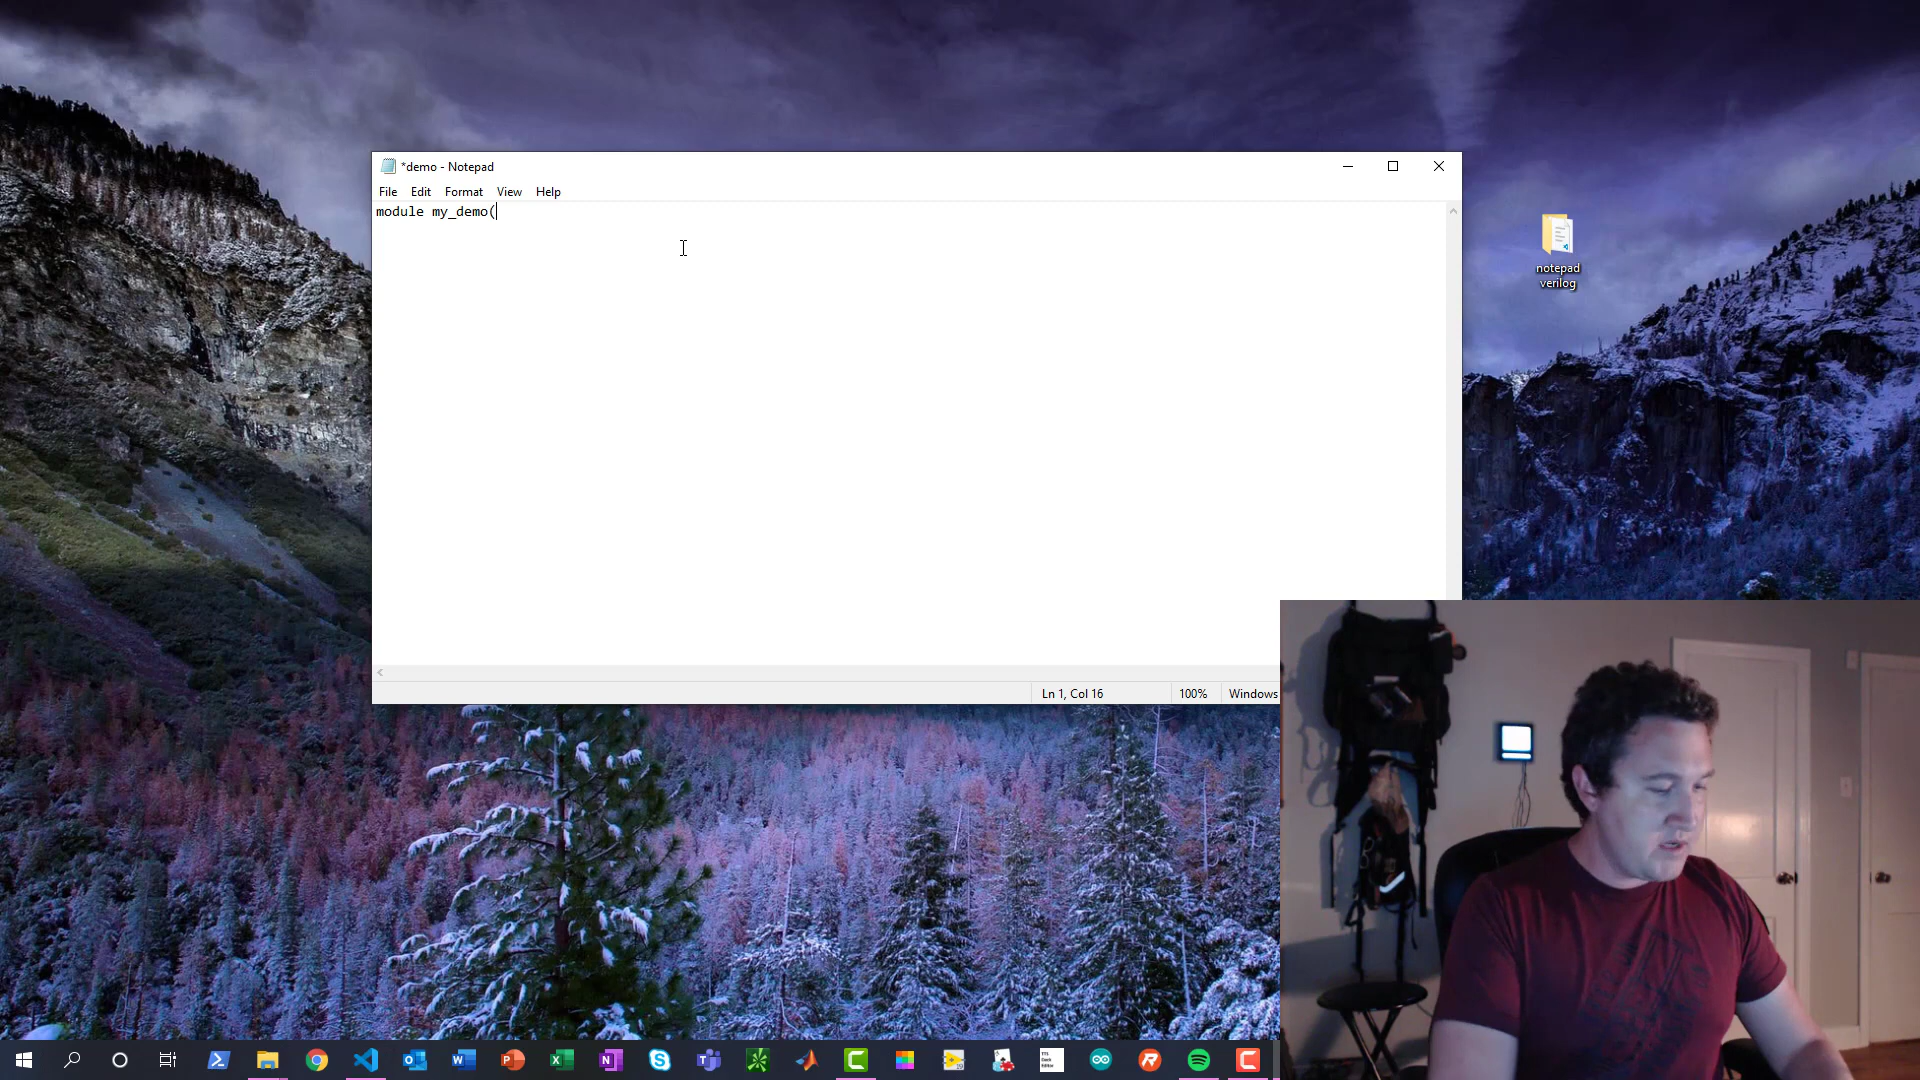 *demo - Notepad
File Edit Format View Help
module my_demo(
notepad
verilog
Ln 1, Col 16 100% Windows